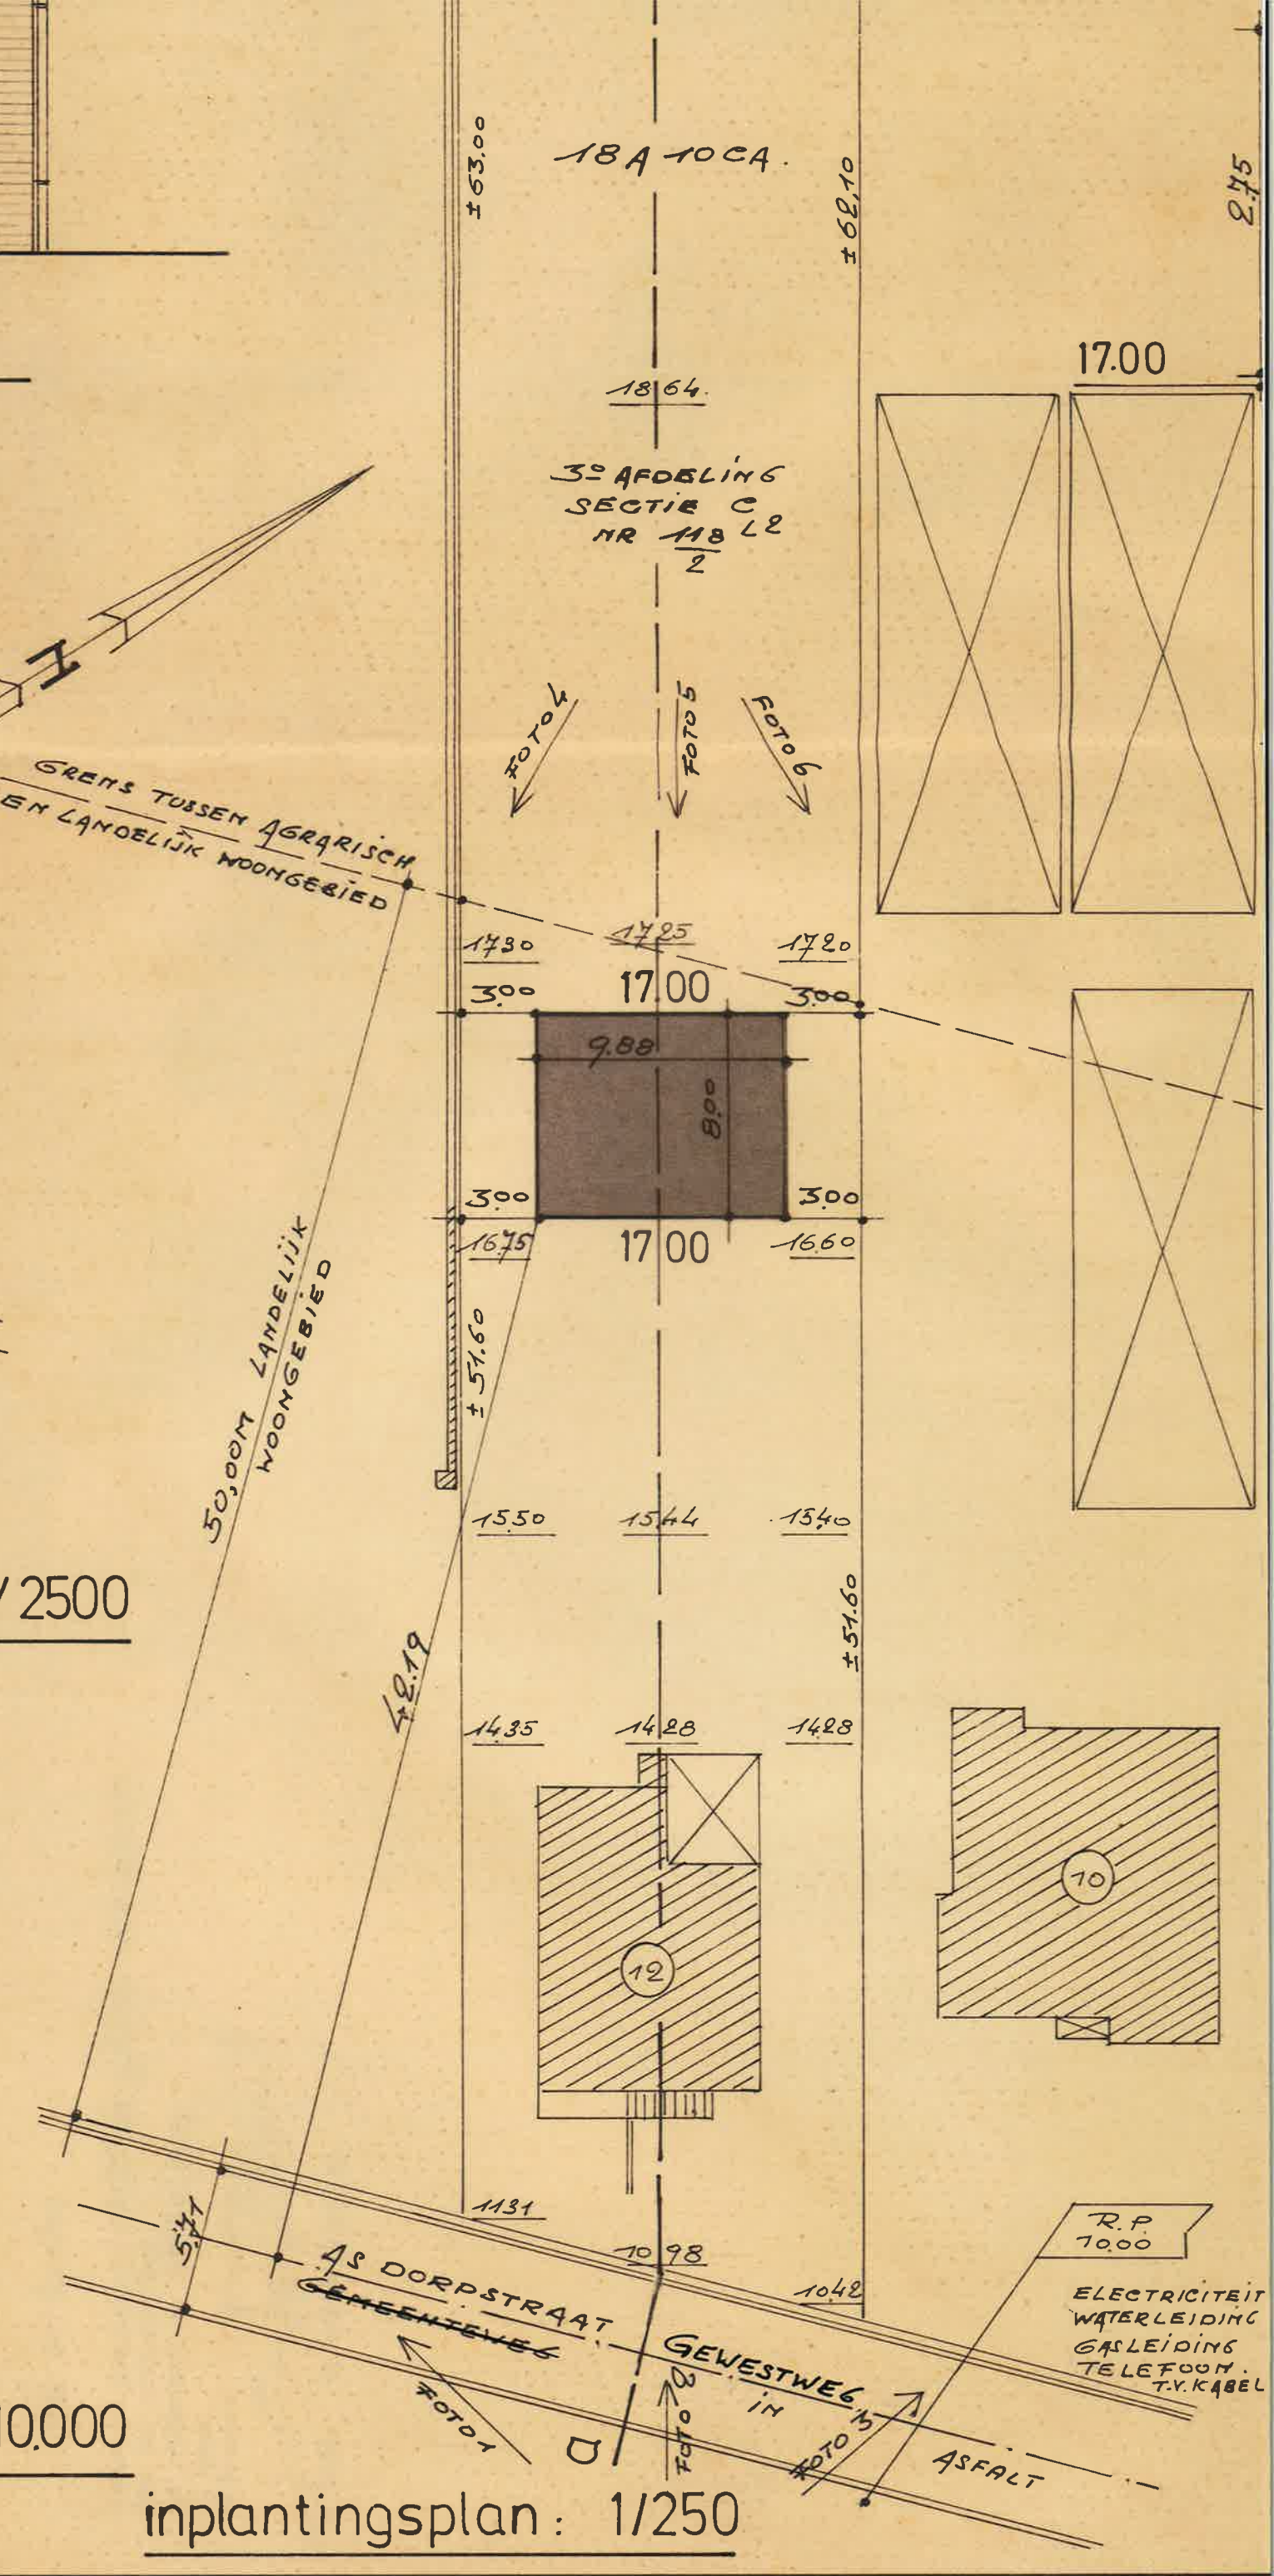 ± 63.00
18A 10CA.
± 62,10
2.75
17.00
18.64
3º AFDELING
SECTIE C
NR 118/2 L2
FOTO 4
FOTO 5
FOTO 6
GRENS TUSSEN AGRARISCH
EN LANDELIJK WOONGEBIED
17.30
17.25
17.20
3.00
17.00
3.00
9.88
8.00
3.00
3.00
16.75
17.00
16.60
50,00M LANDELIJK
WOONGEBIED
± 51.60
15.50
15.44
15.40
/2500
± 51.60
42.19
14.35
14.28
14.28
10
12
11.31
5.71
10.98
10.42
R.P.
10.00
AS DORPSTRAAT
GEMEENTEWEG
GEWESTWEG
in
ASFALT
ELECTRICITEIT
WATERLEIDING
GASLEIDING
TELEFOON.
T.V. KABEL
FOTO 1
D
FOTO 2
FOTO 3
10.000
inplantingsplan: 1/250